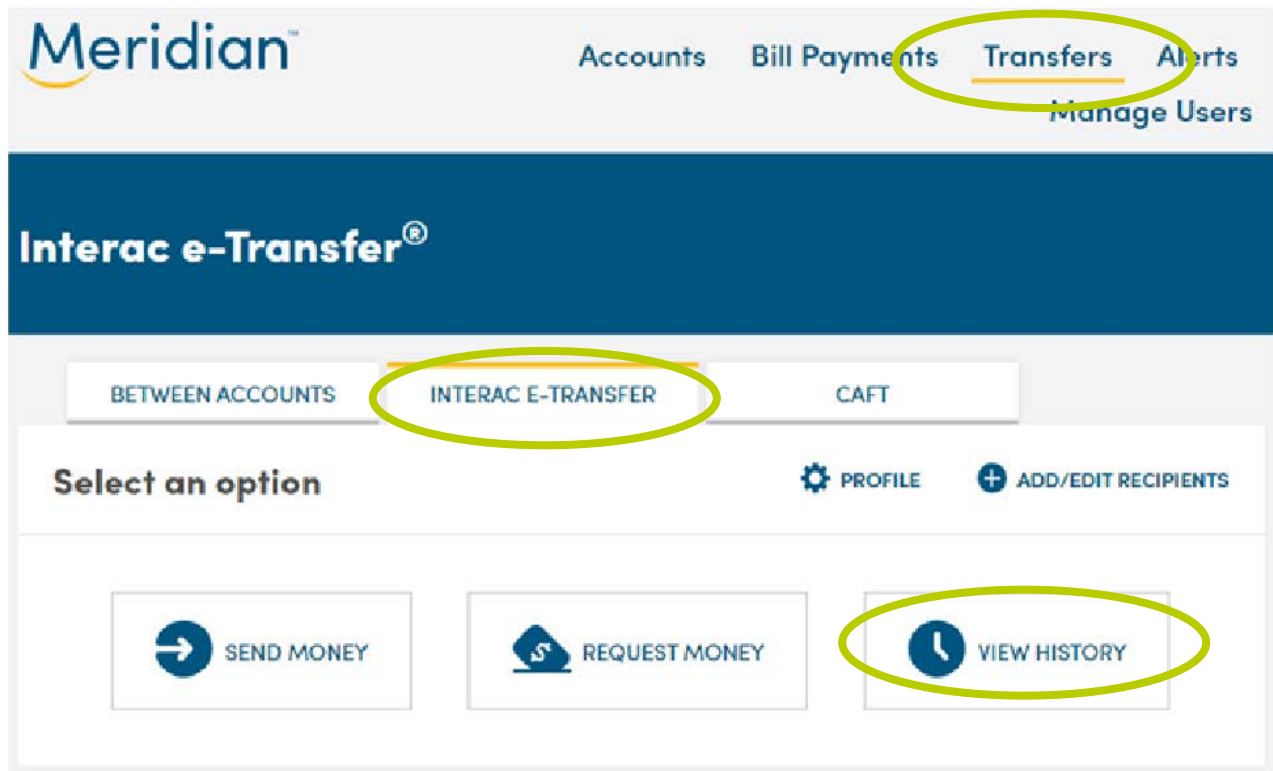 Meridian™
Accounts Bill Payments Transfers Alerts
Manage Users
Interac e-Transfer®
BETWEEN ACCOUNTS INTERAC E-TRANSFER CAFT
Select an option PROFILE ADD/EDIT RECIPIENTS
SEND MONEY $ REQUEST MONEY VIEW HISTORY